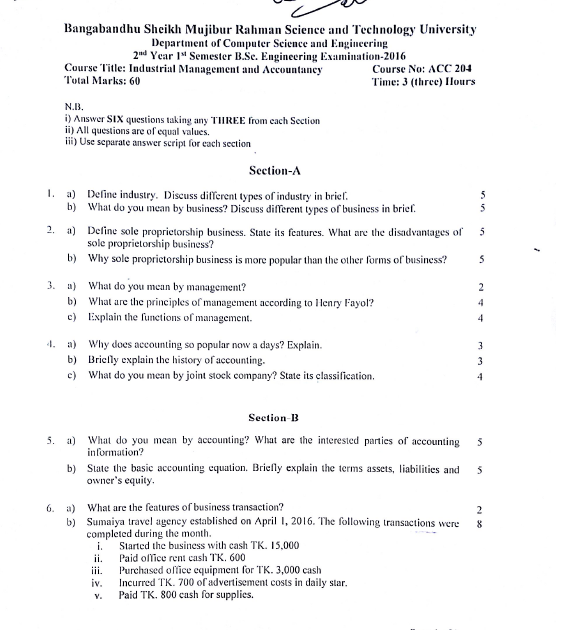 Bangabandhu Sheikh Mujibur Rahman Science and Technology University
Department of Computer Science and Engineering
2nd Year 1st Semester B.Sc. Engineering Examination-2016
Course Title: Industrial Management and Accountancy Course No: ACC 204
Total Marks: 60 Time: 3 (three) Hours
N.B.
i) Answer SIX questions taking any THREE from each Section
ii) All questions are of equal values.
iii) Use separate answer script for each section
Section-A
1. a) Define industry. Discuss different types of industry in brief. 5
b) What do you mean by business? Discuss different types of business in brief. 5
2. a) Define sole proprietorship business. State its features. What are the disadvantages of 5
sole proprietorship business?
b) Why sole proprietorship business is more popular than the other forms of business? 5
3. a) What do you mean by management? 2
b) What are the principles of management according to Henry Fayol? 4
c) Explain the functions of management. 4
4. a) Why does accounting so popular now a days? Explain. 3
b) Briefly explain the history of accounting. 3
c) What do you mean by joint stock company? State its classification. 4
Section-B
5. a) What do you mean by accounting? What are the interested parties of accounting 5
information?
b) State the basic accounting equation. Briefly explain the terms assets, liabilities and 5
owner's equity.
6. a) What are the features of business transaction? 2
b) Sumaiya travel agency established on April 1, 2016. The following transactions were 8
completed during the month.
i. Started the business with cash TK. 15,000
ii. Paid office rent cash TK. 600
iii. Purchased office equipment for TK. 3,000 cash
iv. Incurred TK. 700 of advertisement costs in daily star.
v. Paid TK. 800 cash for supplies.